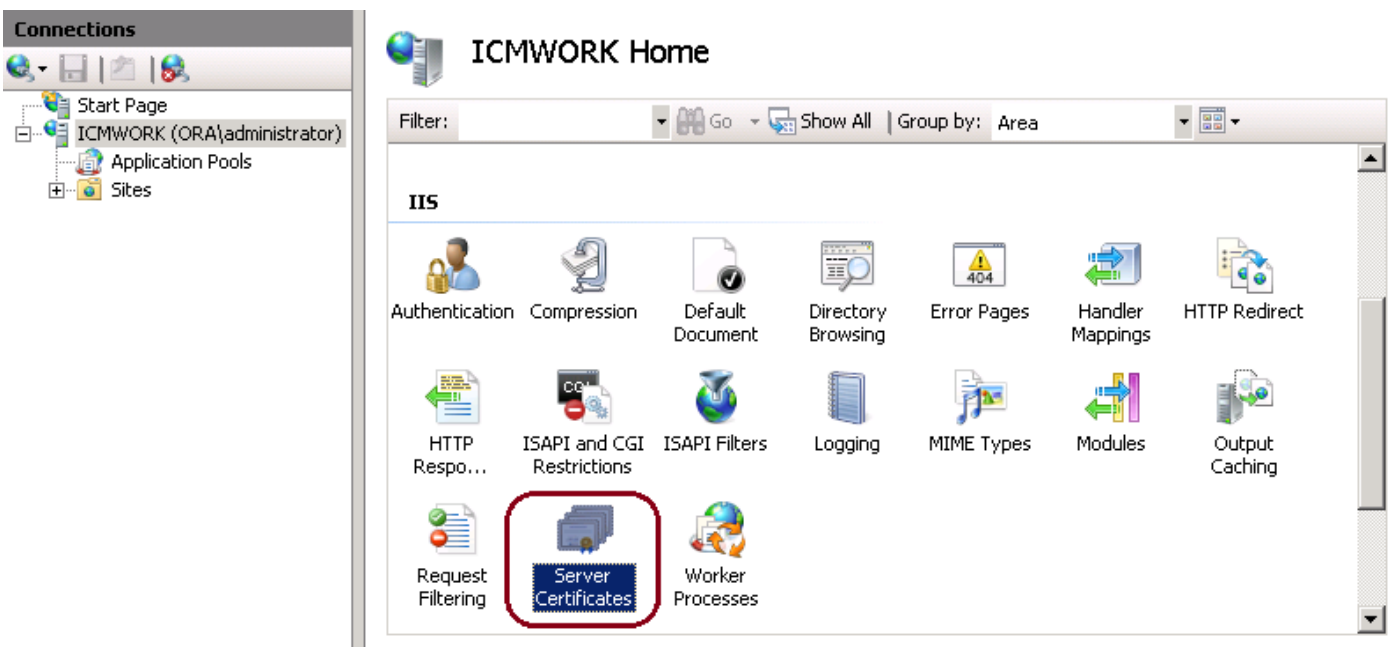 Connections
Start Page
ICMWORK (ORA\administrator)
Application Pools
Sites
ICMWORK Home
Filter: Go Show All Group by: Area
IIS
Authentication Compression Default Directory Error Pages Handler HTTP Redirect
Document Browsing Mappings
404
CGI
HTTP ISAPI and CGI ISAPI Filters Logging MIME Types Modules Output
Respo... Restrictions Caching
Request Server Worker
Filtering Certificates Processes